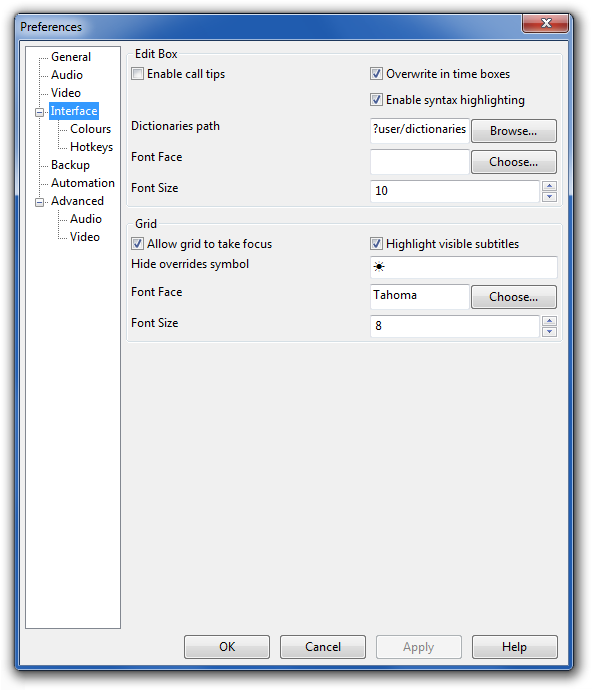 Preferences
General
Audio
Video
Interface
Colours
Hotkeys
Backup
Automation
Advanced
Audio
Video
Edit Box
Enable call tips
Overwrite in time boxes
Enable syntax highlighting
Dictionaries path
?user/dictionaries
Browse...
Font Face
Choose...
Font Size
10
Grid
Allow grid to take focus
Highlight visible subtitles
Hide overrides symbol
☀
Font Face
Tahoma
Choose...
Font Size
8
OK
Cancel
Apply
Help